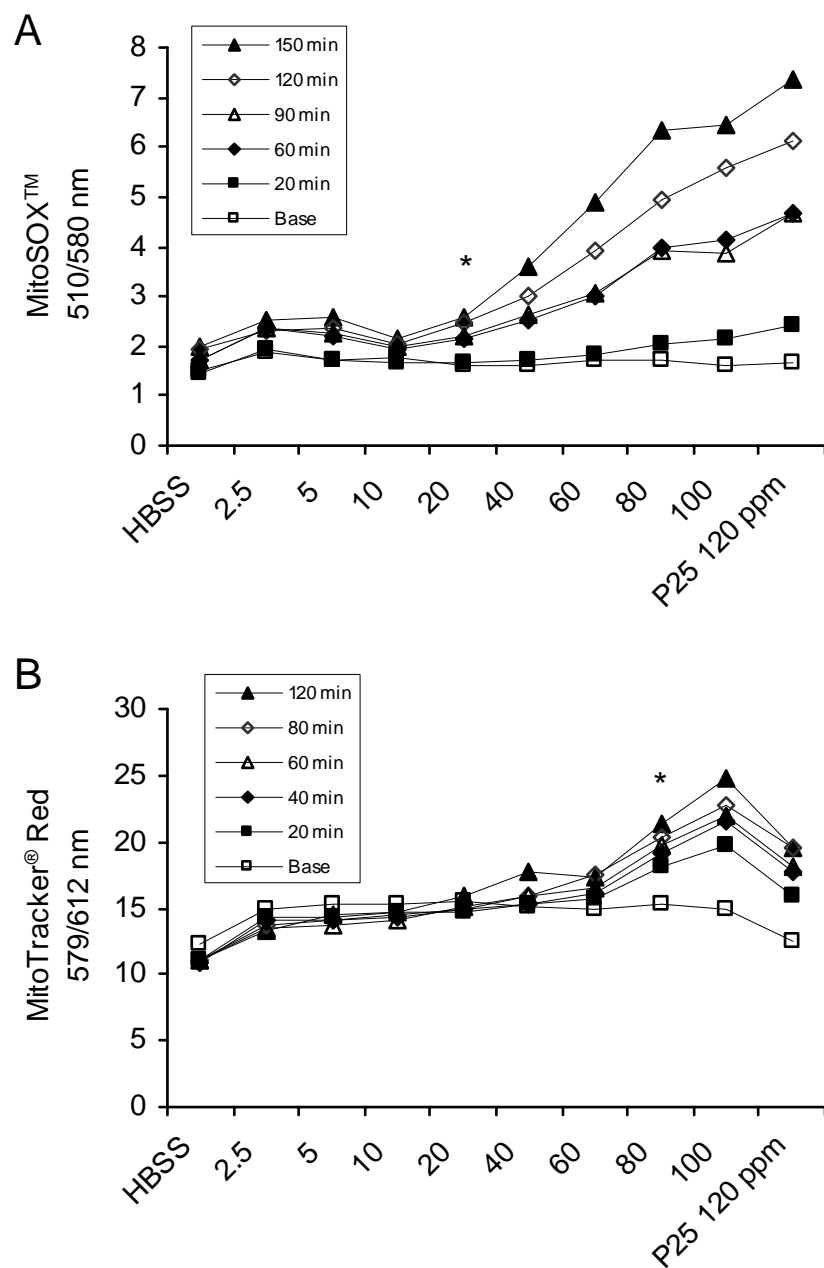 A
8
7
6
5
4
3
2
1
0
MitoSOX™
510/580 nm
150 min
120 min
90 min
60 min
20 min
Base
*
HBSS
2.5
5
10
20
40
60
80
100
P25 120 ppm
B
30
25
20
15
10
5
0
MitoTracker® Red
579/612 nm
120 min
80 min
60 min
40 min
20 min
Base
*
HBSS
2.5
5
10
20
40
60
80
100
P25 120 ppm